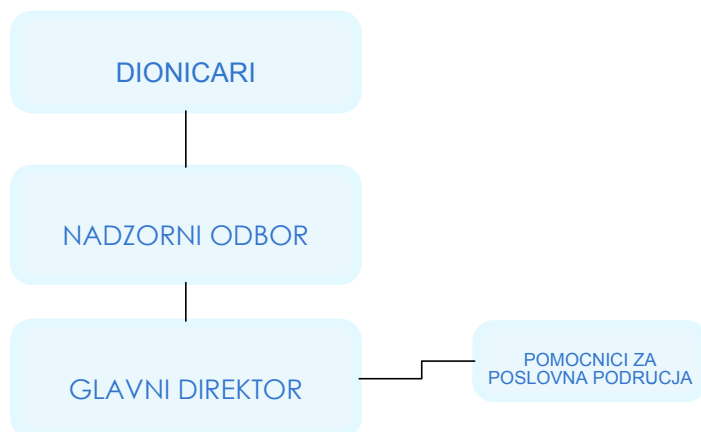 DIONICARI
NADZORNI ODBOR
GLAVNI DIREKTOR
POMOCNICI ZA
POSLOVNA PODRUCJA